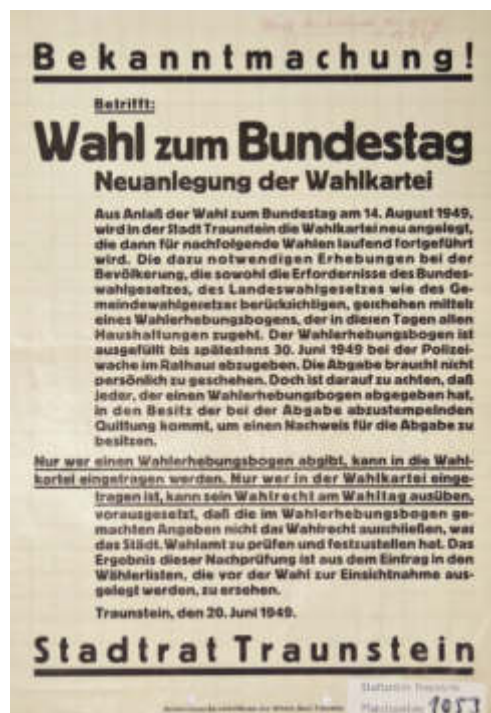 Bekanntmachung!
Betrifft:
Wahl zum Bundestag
Neuanlegung der Wahlkartei
Aus Anlaß der Wahl zum Bundestag am 14. August 1949,
wird in der Stadt Traunstein die Wahlkartei neu angelegt,
die dann für nachfolgende Wahlen laufend fortgeführt
wird. Die dazu notwendigen Erhebungen bei der
Bevölkerung, die sowohl die Erfordernisse des Bundes-
wahlgesetzes, des Landeswahlgesetzes wie des Ge-
meindewahlgesetzes berücksichtigen, geschehen mittels
eines Wahlerhebungsbogens, der in diesen Tagen allen
Haushaltungen zugeht. Der Wahlerhebungsbogen ist
ausgefüllt bis spätestens 30. Juni 1949 bei der Polizei-
wache im Rathaus abzugeben. Die Abgabe braucht nicht
persönlich zu geschehen. Doch ist darauf zu achten, daß
jeder, der einen Wahlerhebungsbogen abgegeben hat,
in den Besitz der bei der Abgabe abzustempelnden
Quittung kommt, um einen Nachweis für die Abgabe zu
besitzen.
Nur wer einen Wahlerhebungsbogen abgibt, kann in die Wahl-
kartei eingetragen werden. Nur wer in der Wahlkartei einge-
tragen ist, kann sein Wahlrecht am Wahltag ausüben,
vorausgesetzt, daß die im Wahlerhebungsbogen ge-
machten Angaben nicht das Wahlrecht ausschließen, was
das Städt. Wahlamt zu prüfen und festzustellen hat. Das
Ergebnis dieser Nachprüfung ist aus dem Eintrag in den
Wählerlisten, die vor der Wahl zur Einsichtnahme aus-
gelegt werden, zu ersehen.
Traunstein, den 20. Juni 1949.
Stadtrat Traunstein
1953